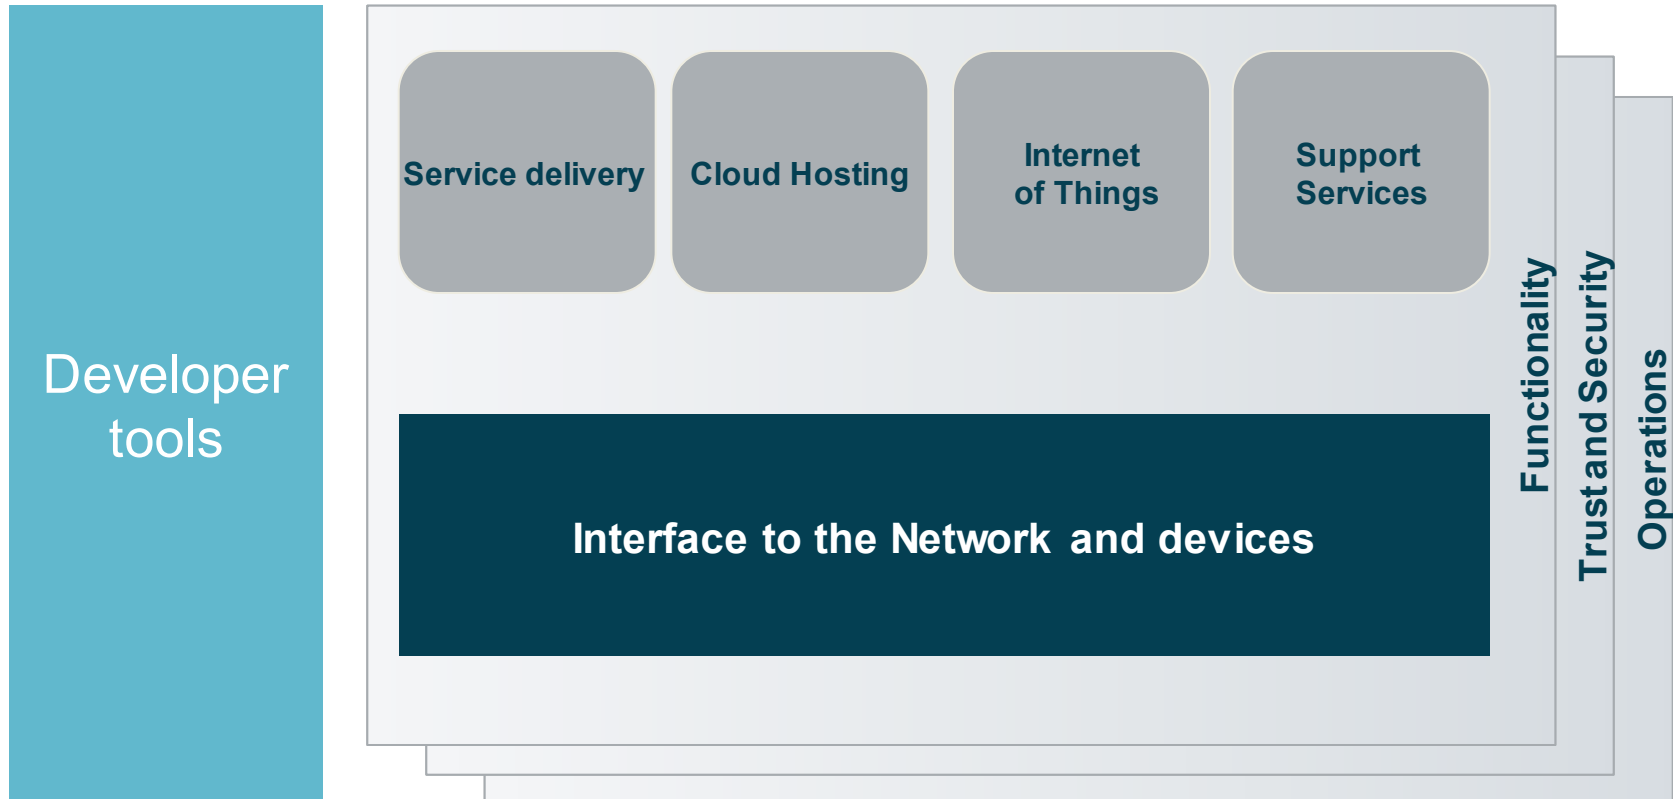 Developer
tools
Service delivery
Cloud Hosting
Internet
of Things
Support
Services
Interface to the Network and devices
Functionality
Trust and Security
Operations